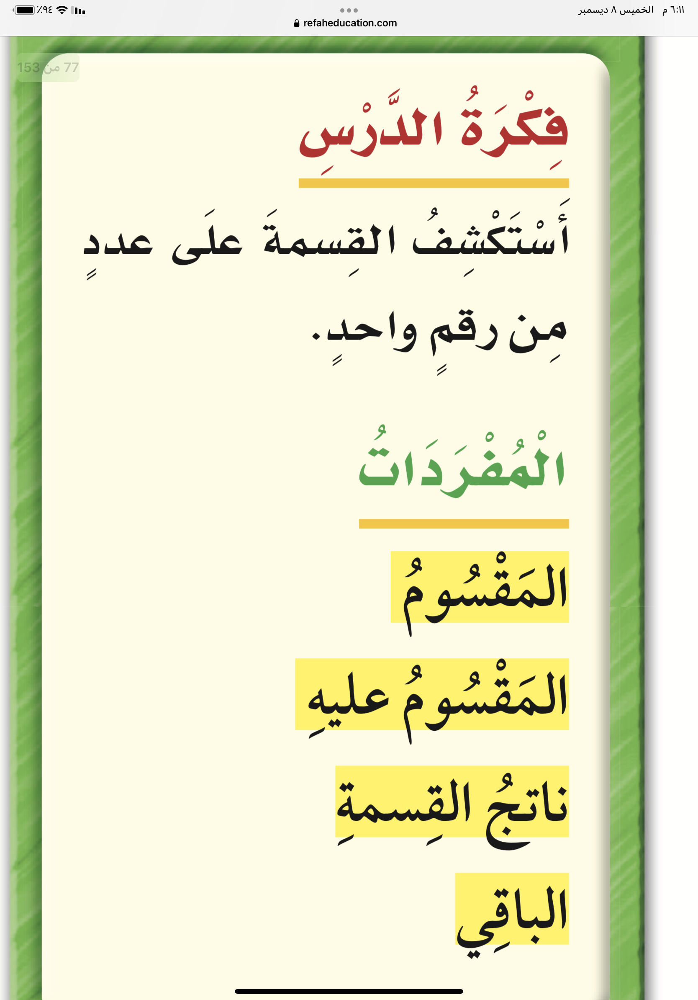 ٦:١١ م الخميس ٨ ديسمبر
٩٤٪
refaheducation.com
77 من 153
فِكْرَةُ الدَّرْسِ
أَسْتَكْشِفُ القِسمةَ علَى عددٍ
مِن رقمٍ واحدٍ.
الْمُفْرَدَاتُ
المَقْسُومُ
المَقْسُومُ عليهِ
ناتجُ القِسمةِ
الباقِي